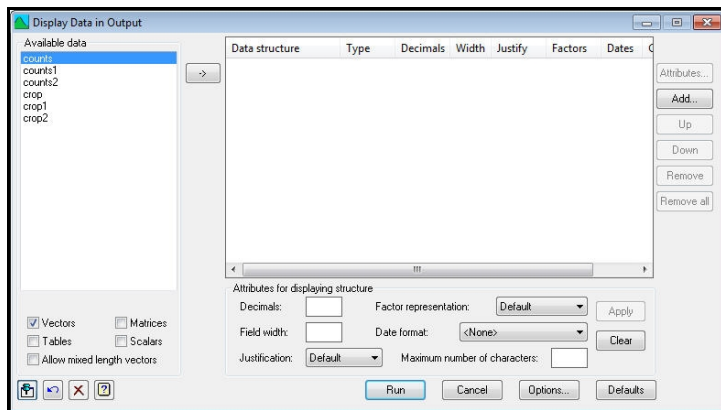 Display Data in Output
Available data
counts
counts1
counts2
crop
crop1
crop2
Vectors
Matrices
Tables
Scalars
Allow mixed length vectors
->
Data structure Type Decimals Width Justify Factors Dates C
Attributes...
Add...
Up
Down
Remove
Remove all
Attributes for displaying structure
Decimals:
Factor representation: Default
Apply
Field width:
Date format: <None>
Clear
Justification: Default
Maximum number of characters:
Run
Cancel
Options...
Defaults